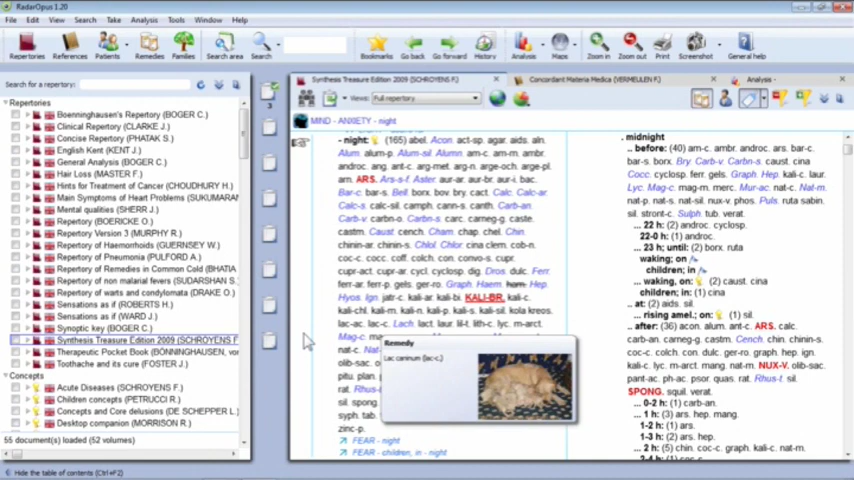 RadarOpus 1.20
File Edit View Search Take Analysis Tools Window Help
Repertories References Patients Remedies Families Search area Search Bookmarks Go back Go forward History Analysis Maps Zoom in Zoom out Print Screenshot General help
Search for a repertory:
Repertories
Boenninghausen's Repertory (BOGER C.)
Clinical Repertory (CLARKE J.)
Concise Repertory (PHATAK S.)
English Kent (KENT J.)
General Analysis (BOGER C.)
Hair Loss (MASTER F.)
Hints for Treatment of Cancer (CHOUDHURY H.)
Main Symptoms of Heart Problems (SUKUMARAN
Mental qualities (SHERR J.)
Repertory (BOERICKE O.)
Repertory Version 3 (MURPHY R.)
Repertory of Haemorrhoids (GUERNSEY W.)
Repertory of Pneumonia (PULFORD A.)
Repertory of Remedies in Common Cold (BHATIA
Repertory of non malarial fevers (SUDARSHAN S.)
Repertory of warts and condylomata (DRAKE O.)
Sensations as if (ROBERTS H.)
Sensations as if (WARD J.)
Synoptic key (BOGER C.)
Synthesis Treasure Edition 2009 (SCHROYENS F
Therapeutic Pocket Book (BÖNNINGHAUSEN, vor
Toothache and its cure (FOSTER J.)
Concepts
Acute Diseases (SCHROYENS F.)
Children concepts (PETRUCCI R.)
Concepts and Core delusions (DE SCHEPPER L.)
Desktop companion (MORRISON R.)
55 document(s) loaded (52 volumes)
Hide the table of contents (Ctrl+F2)
3
Synthesis Treasure Edition 2009 (SCHROYENS F.)
Concordant Materia Medica (VERMEULEN F.)
Analysis -
Views: Full repertory
MIND - ANXIETY - night
- night: (165) abel. Acon. act-sp. agar. aids. aln.
Alum. alum-p. Alum-sil. Alumn. am-c. am-m. ambr.
androc. ang. ant-c. arg-met. arg-n. arge-och. arge-pl.
arn. ARS. Ars-s-f. Aster. aur-ar. aur-br. aur-i. bac.
Bar-c. bar-s. Bell. borx. bov. bry. cact. Calc. Calc-ar.
Calc-s. calc-sil. camph. cann-s. canth. Carb-an.
Carb-v. carbn-o. Carbn-s. carc. carneg-g. caste.
castm. Caust. cench. Cham. chap. chel. Chin.
chinin-ar. chinin-s. Chlol. Chlor. cina clem. cob-n.
coc-c. cocc. coff. colch. con. convo-s. cupr.
cupr-act. cupr-ar. cycl. cyclosp. dig. Dros. dulc. Ferr.
ferr-ar. ferr-p. gels. ger-ro. Graph. Haem. ham. Hep.
Hyos. Ign. jatr-c. kali-ar. kali-bi. KALI-BR. kali-c.
kali-chl. kali-m. kali-n. kali-p. kali-s. kali-sil. kola kreos.
lac-ac. lac-c. Lach. lact. laur. lil-t. lith-c. lyc. m-arct.
Mag-c.
nat-c. Nat-
olib-sac.
pitu. plan.
rat. Rhus-t
sil. spong.
syph. tab.
zinc-p.
Remedy
Lac caninum (lac-c.)
FEAR - night
FEAR - children, in - night
. midnight
.. before: (40) am-c. ambr. androc. ars. bar-c.
bar-s. borx. Bry. Carb-v. Carbn-s. caust. cina
Cocc. cyclosp. ferr. gels. Graph. Hep. kali-c. laur.
Lyc. Mag-c. mag-m. merc. Mur-ac. nat-c. Nat-m.
nat-p. nat-s. nat-sil. nux-v. phos. Puls. ruta sabin.
sil. stront-c. Sulph. tub. verat.
... 22 h: (2) androc. cyclosp.
22-0 h: (1) androc.
... 23 h; until: (2) borx. ruta
waking; on
children; in
... waking, on: (2) caust. cina
children; in: (1) cina
.. at: (2) aids. sil.
... rising amel.; on: (1) sil.
.. after: (36) acon. alum. ant-c. ARS. calc.
carb-an. carneg-g. castm. Cench. chin. chinin-s.
coc-c. colch. con. dulc. ger-ro. graph. hep. ign.
kali-c. lyc. m-arct. mang. nat-m. NUX-V. olib-sac.
pant-ac. ph-ac. psor. quas. rat. Rhus-t. sil.
SPONG. squil. verat.
... 0-2 h: (1) carb-an.
... 1 h: (3) ars. hep. mang.
1-2 h: (1) ars.
1-3 h: (2) ars. hep.
... 2 h: (5) chin. coc-c. graph. kali-c. nat-m.